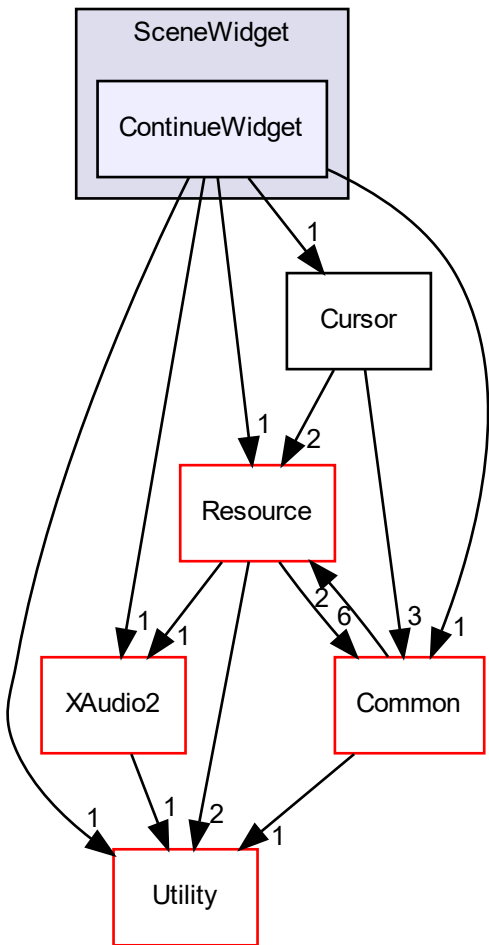 SceneWidget
ContinueWidget
1
Cursor
1
2
Resource
2
6
3
1
1
1
XAudio2
Common
1
1
2
1
Utility